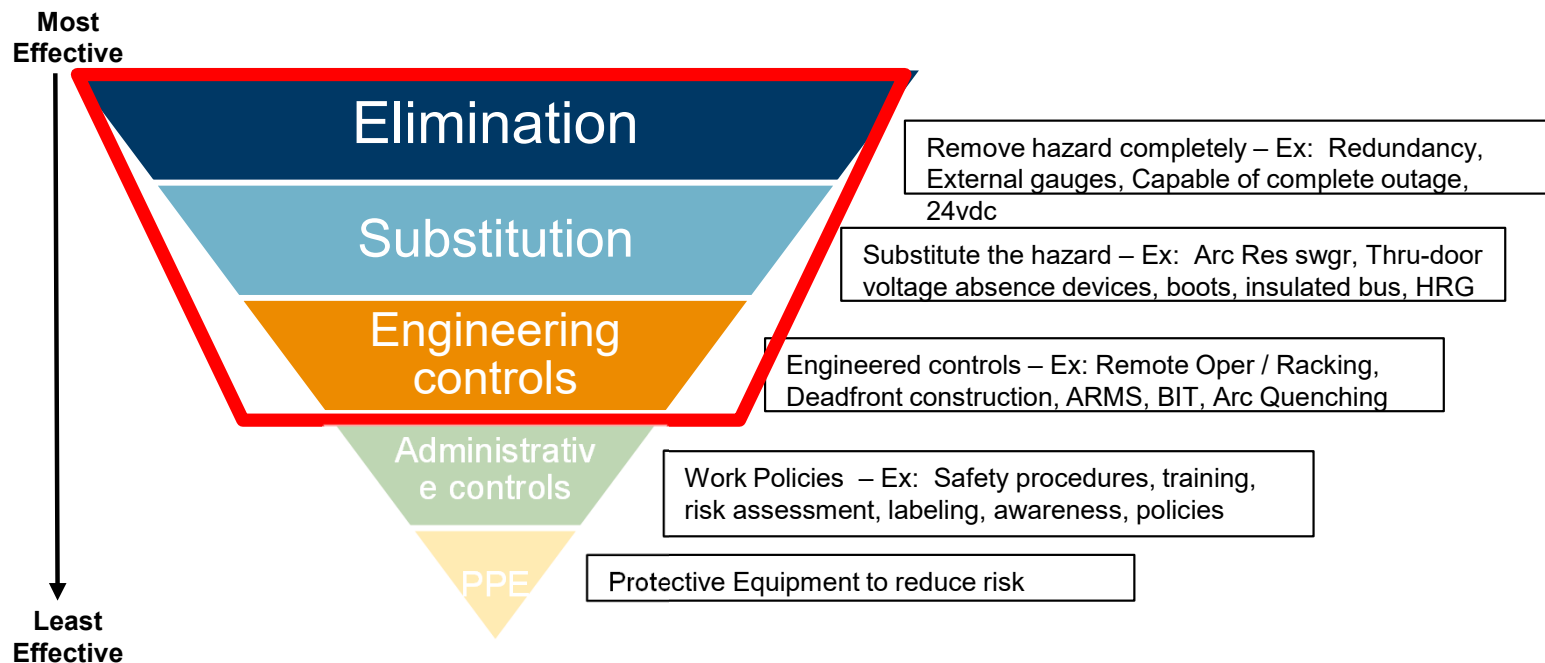 Most
Effective
Elimination
Remove hazard completely – Ex:  Redundancy,
External gauges, Capable of complete outage,
24vdc
Substitution
Substitute the hazard – Ex:  Arc Res swgr, Thru-door
voltage absence devices, boots, insulated bus, HRG
Engineering
controls
Engineered controls – Ex: Remote Oper / Racking,
Deadfront construction, ARMS, BIT, Arc Quenching
Administrativ
e controls
Work Policies  – Ex:  Safety procedures, training,
risk assessment, labeling, awareness, policies
PPE
Protective Equipment to reduce risk
Least
Effective